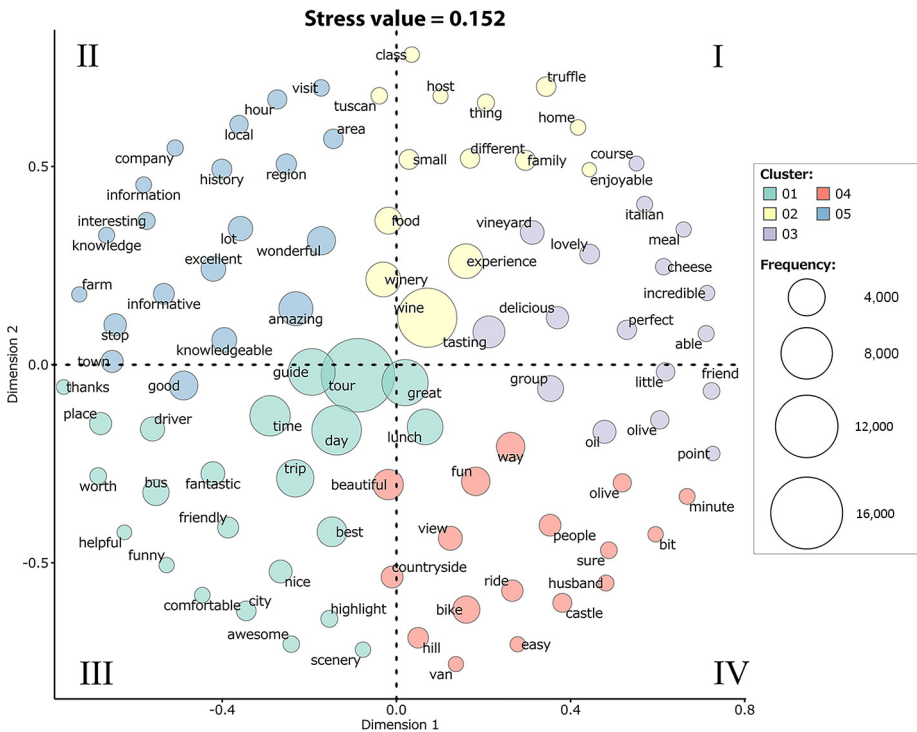 Stress value = 0.152
II
I
class
truffle
visit
host
hour
tuscan
thing
home
local
area
company
small
different
family
course
history
region
enjoyable
information
italian
interesting
food
vineyard
knowledge
lot
wonderful
lovely
meal
excellent
experience
cheese
farm
winery
incredible
informative
amazing
wine
delicious
stop
perfect
knowledgeable
tasting
able
town
0.5
0.0
-0.5
Dimension 2
thanks
good
guide
tour
great
group
little
friend
place
driver
time
day
lunch
oil
olive
way
point
worth
bus
fantastic
trip
beautiful
fun
olive
minute
friendly
best
view
people
bit
helpful
funny
countryside
sure
nice
ride
husband
comfortable
city
highlight
bike
castle
awesome
hill
easy
scenery
van
III
IV
-0.4
0.0
0.4
0.8
Dimension 1
Cluster:
01
04
02
05
03
Frequency:
4,000
8,000
12,000
16,000